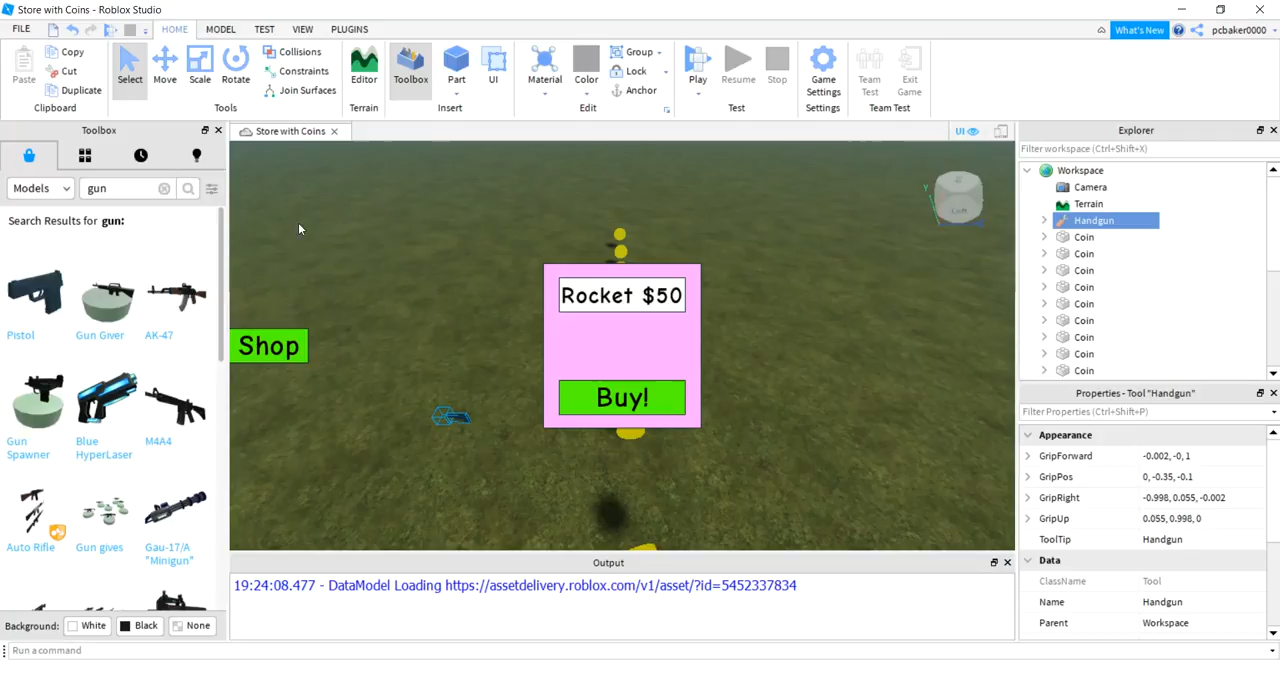 Store with Coins - Roblox Studio
FILE HOME MODEL TEST VIEW PLUGINS What's New pcbaker0000
Paste Copy Cut Duplicate Clipboard
Select Move Scale Rotate Collisions Constraints Join Surfaces Tools
Editor Terrain
Toolbox Part UI Insert
Material Color Group Lock Anchor Edit
Play Resume Stop Test
Game Settings Settings
Team Test Exit Game Team Test
Toolbox
Models gun
Search Results for gun:
Pistol Gun Giver AK-47
Gun Spawner Blue HyperLaser M4A4
Auto Rifle Gun gives Gau-17/A "Minigun"
Background: White Black None
Store with Coins UI
Y
Rocket $50
Shop
Buy!
Output
19:24:08.477 - DataModel Loading https://assetdelivery.roblox.com/v1/asset/?id=5452337834
Explorer
Filter workspace (Ctrl+Shift+X)
Workspace
Camera
Terrain
Handgun
Coin
Coin
Coin
Coin
Coin
Coin
Coin
Coin
Coin
Properties - Tool "Handgun"
Filter Properties (Ctrl+Shift+P)
Appearance
GripForward -0.002, -0, 1
GripPos 0, -0.35, -0.1
GripRight -0.998, 0.055, -0.002
GripUp 0.055, 0.998, 0
ToolTip Handgun
Data
ClassName Tool
Name Handgun
Parent Workspace
Run a command